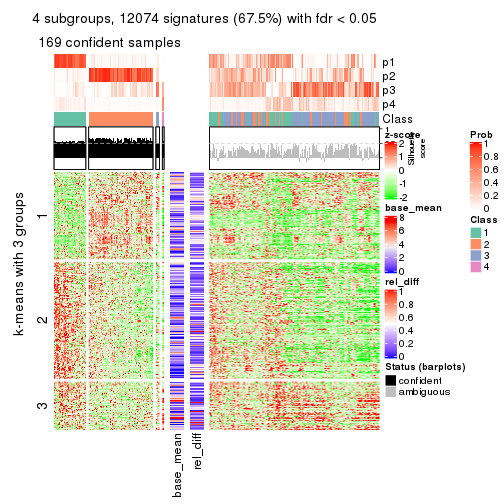 4 subgroups, 12074 signatures (67.5%) with fdr < 0.05
169 confident samples
p1
p2
p3
p4
Class
1
Silhouette
score
z-score
2
1
0
-1
-2
base_mean
8
6
4
2
0
rel_diff
1
0.8
0.6
0.4
0.2
0
Prob
1
0.8
0.6
0.4
0.2
0
Class
1
2
3
4
Status (barplots)
confident
ambiguous
k-means with 3 groups
1
2
3
base_mean
rel_diff